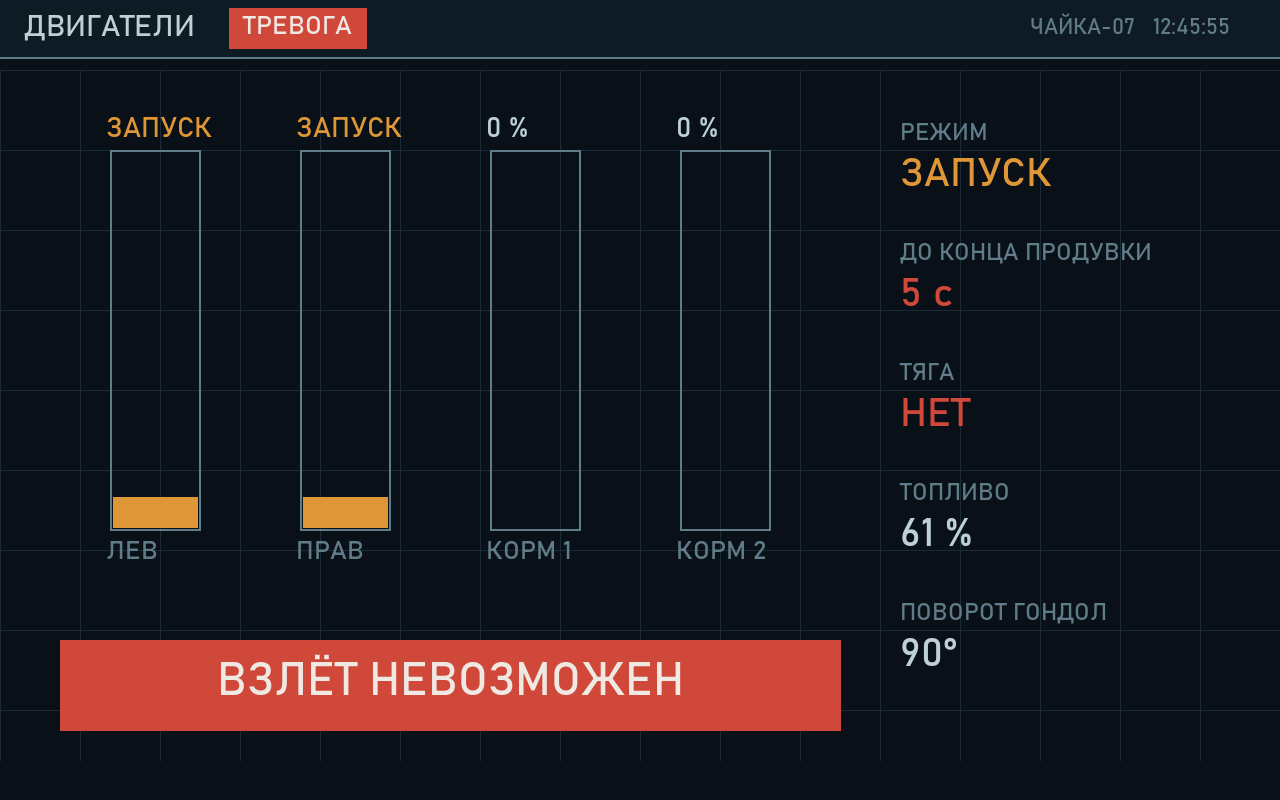 ДВИГАТЕЛИ ТРЕВОГА ЧАЙКА-07 12:45:55
ЗАПУСК ЗАПУСК 0 % 0 %
ЛЕВ ПРАВ КОРМ 1 КОРМ 2
РЕЖИМ
ЗАПУСК
ДО КОНЦА ПРОДУВКИ
5 с
ТЯГА
НЕТ
ТОПЛИВО
61 %
ПОВОРОТ ГОНДОЛ
90°
ВЗЛЁТ НЕВОЗМОЖЕН